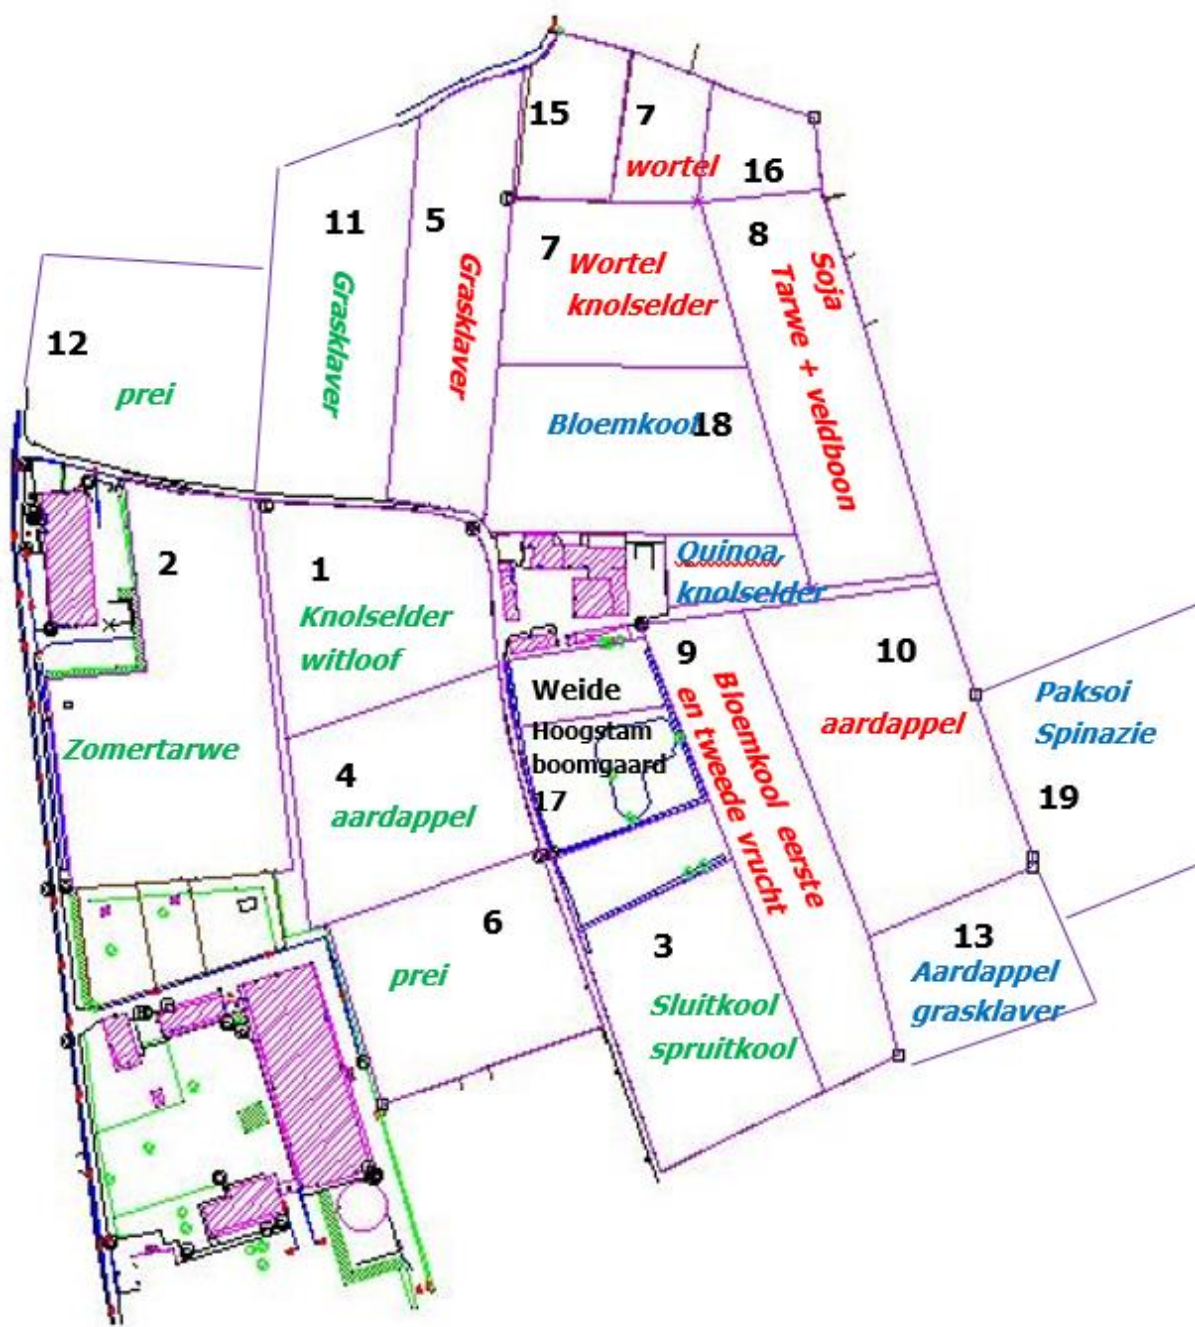 15
7
wortel
16
11
5
Grasklaver
Grasklaver
7
Wortel
knolselder
8
Soja
Tarwe + veldboon
12
prei
Bloemkool
18
2
1
Knolselder
witloof
Quinoa,
knolselder
Zomertarwe
4
aardappel
Weide
Hoogstam
boomgaard
17
9
Bloemkool eerste
en tweede vrucht
10
aardappel
Paksoi
Spinazie
19
6
prei
3
Sluitkool
spruitkool
13
Aardappel
grasklaver